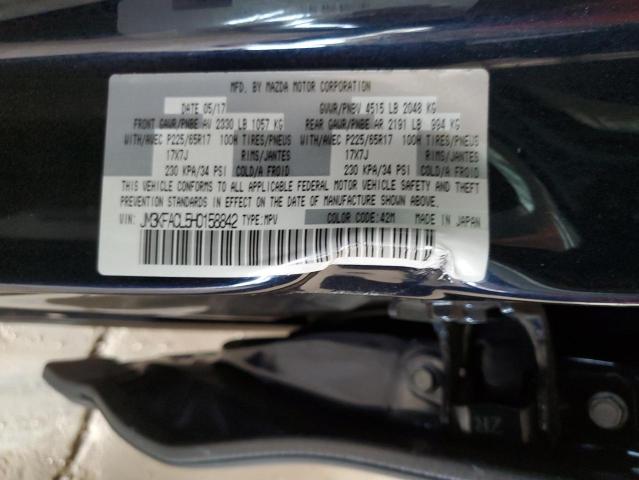 MFD. BY MAZDA MOTOR CORPORATION
DATE 05/17 GVWR/PNBV 4515 LB 2048 KG
FRONT GAWR/PNBE AV 2330 LB 1057 KG REAR GAWR/PNBE AR 2191 LB 994 KG
WITH/AVEC P225/65R17 100H TIRES/PNEUS WITH/AVEC P225/65R17 100H TIRES/PNEUS
17X7J RIMS/JANTES 17X7J RIMS/JANTES
230 KPA/34 PSI COLD/A FROID 230 KPA/34 PSI COLD/A FROID
THIS VEHICLE CONFORMS TO ALL APPLICABLE FEDERAL MOTOR VEHICLE SAFETY AND THEFT
PREVENTION STANDARDS IN EFFECT ON THE DATE OF MANUFACTURE SHOWN ABOVE.
VIN: JM3KFACL5H0158842 TYPE:MPV COLOR CODE:42M MADE IN JAPAN